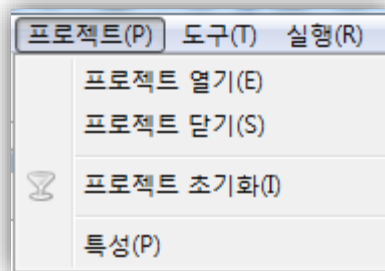 프로젝트(P) 도구(T) 실행(R)
프로젝트 열기(E)
프로젝트 닫기(S)
프로젝트 초기화(I)
특성(P)